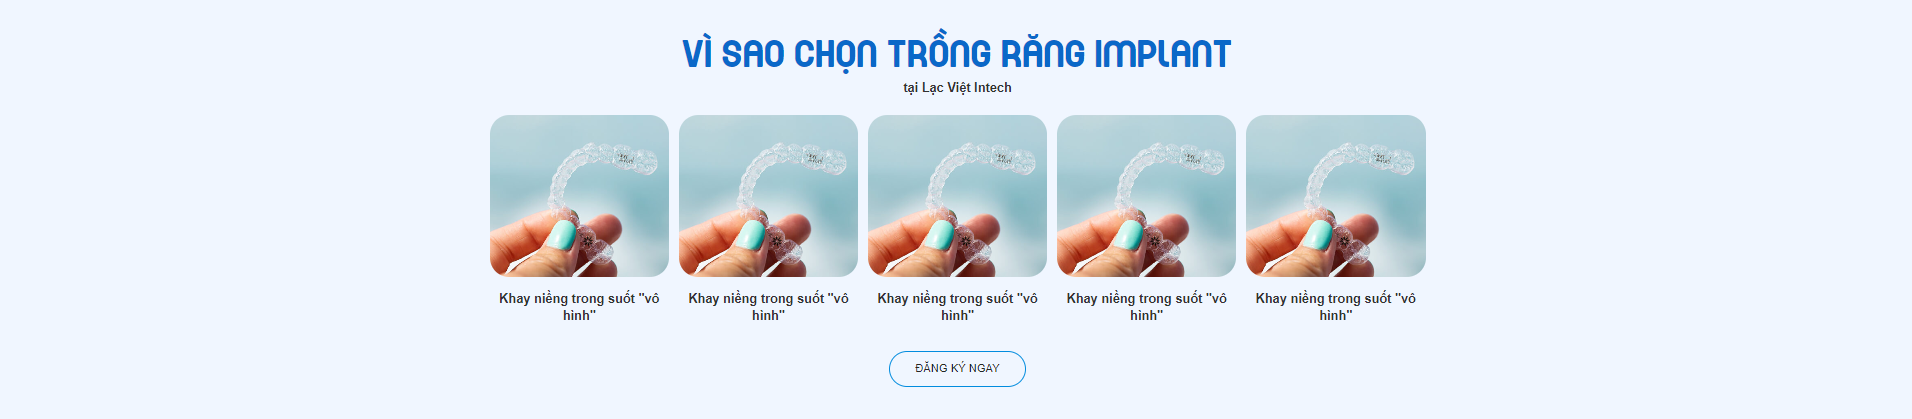 VÌ SAO CHỌN TRỒNG RĂNG IMPLANT
tại Lạc Việt Intech
Khay niềng trong suốt "vô
hình"
Khay niềng trong suốt "vô
hình"
Khay niềng trong suốt "vô
hình"
Khay niềng trong suốt "vô
hình"
Khay niềng trong suốt "vô
hình"
ĐĂNG KÝ NGAY